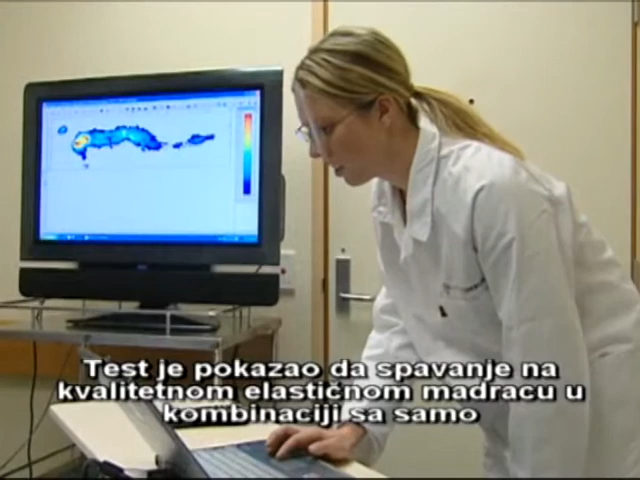 Test je pokazao da spavanje na
kvalitetnom elastičnom madracu u
kombinaciji sa samo